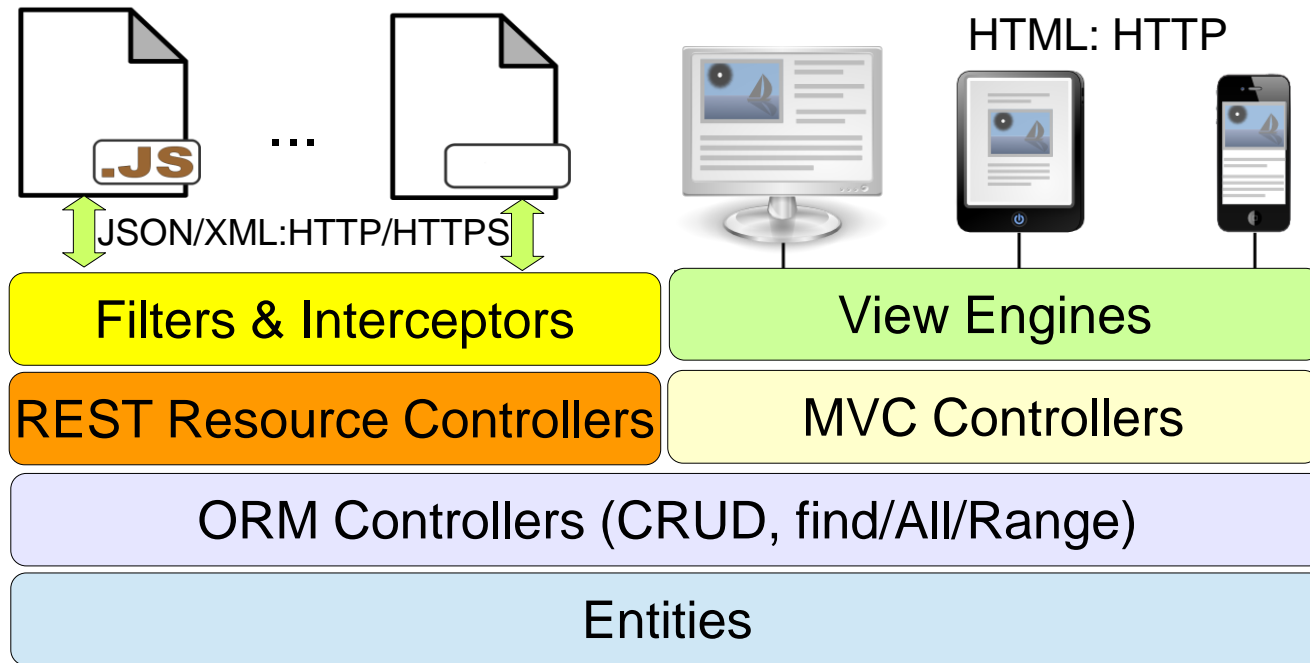 HTML: HTTP
.JS
...
JSON/XML:HTTP/HTTPS
Filters & Interceptors
View Engines
REST Resource Controllers
MVC Controllers
ORM Controllers (CRUD, find/All/Range)
Entities